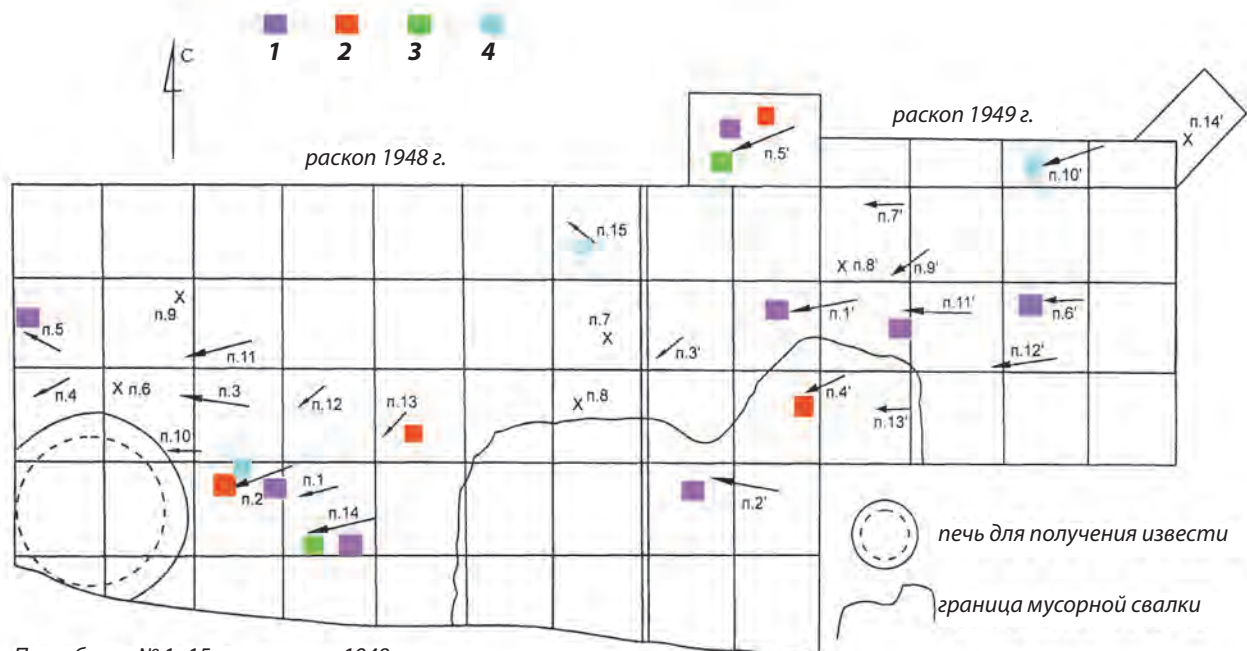 1 2 3 4
С
раскоп 1948 г.
раскоп 1949 г.
п.14'
п.5'
п.10'
п.7'
п.15
п.8'
п.9'
п.9
п.5
п.7
п.1'
п.11'
п.6'
п.11
п.3'
п.12'
п.4
п.6
п.3
п.12
п.13
п.8
п.4'
п.13'
п.10
п.2
п.1
п.2'
п.14
печь для получения извести
граница мусорной свалки